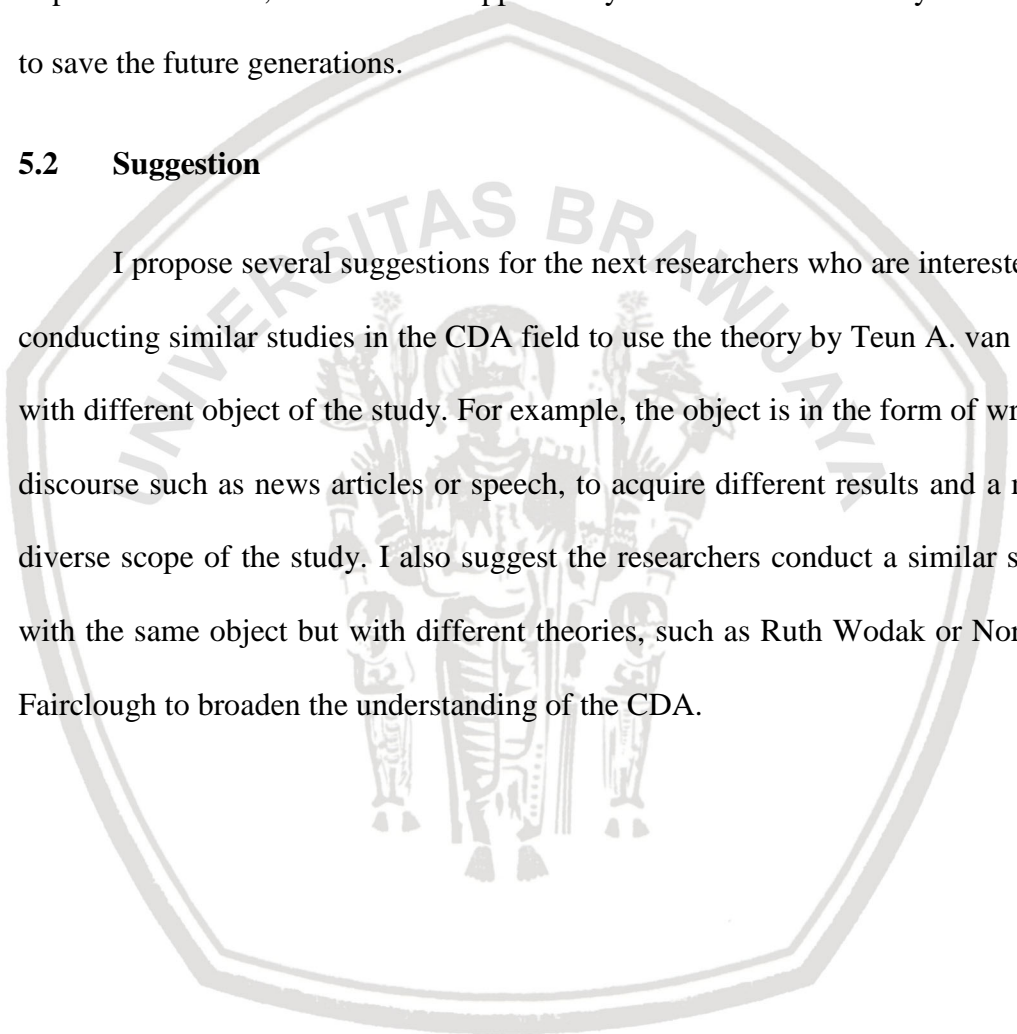 to save the future generations.
5.2 Suggestion
UNIVERSITAS BRAWIJAYA
I propose several suggestions for the next researchers who are intereste
conducting similar studies in the CDA field to use the theory by Teun A. van
with different object of the study. For example, the object is in the form of wr
discourse such as news articles or speech, to acquire different results and a
diverse scope of the study. I also suggest the researchers conduct a similar s
with the same object but with different theories, such as Ruth Wodak or Nor
Fairclough to broaden the understanding of the CDA.